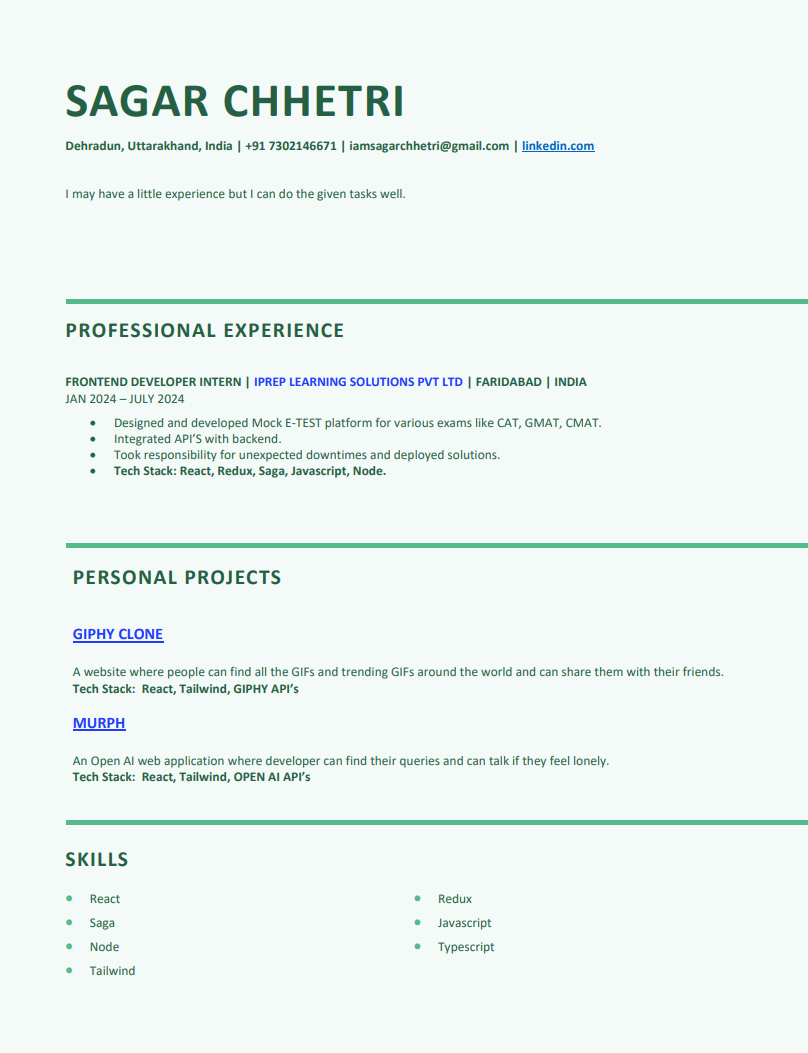 SAGAR CHHETRI
Dehradun, Uttarakhand, India | +91 7302146671 | iamsagarchhetri@gmail.com | linkedin.com
I may have a little experience but I can do the given tasks well.
PROFESSIONAL EXPERIENCE
FRONTEND DEVELOPER INTERN | IPREP LEARNING SOLUTIONS PVT LTD | FARIDABAD | INDIA
JAN 2024 – JULY 2024
• Designed and developed Mock E-TEST platform for various exams like CAT, GMAT, CMAT.
• Integrated API'S with backend.
• Took responsibility for unexpected downtimes and deployed solutions.
• Tech Stack: React, Redux, Saga, Javascript, Node.
PERSONAL PROJECTS
GIPHY CLONE
A website where people can find all the GIFs and trending GIFs around the world and can share them with their friends.
Tech Stack:  React, Tailwind, GIPHY API's
MURPH
An Open AI web application where developer can find their queries and can talk if they feel lonely.
Tech Stack:  React, Tailwind, OPEN AI API's
SKILLS
• React
• Saga
• Node
• Tailwind
• Redux
• Javascript
• Typescript